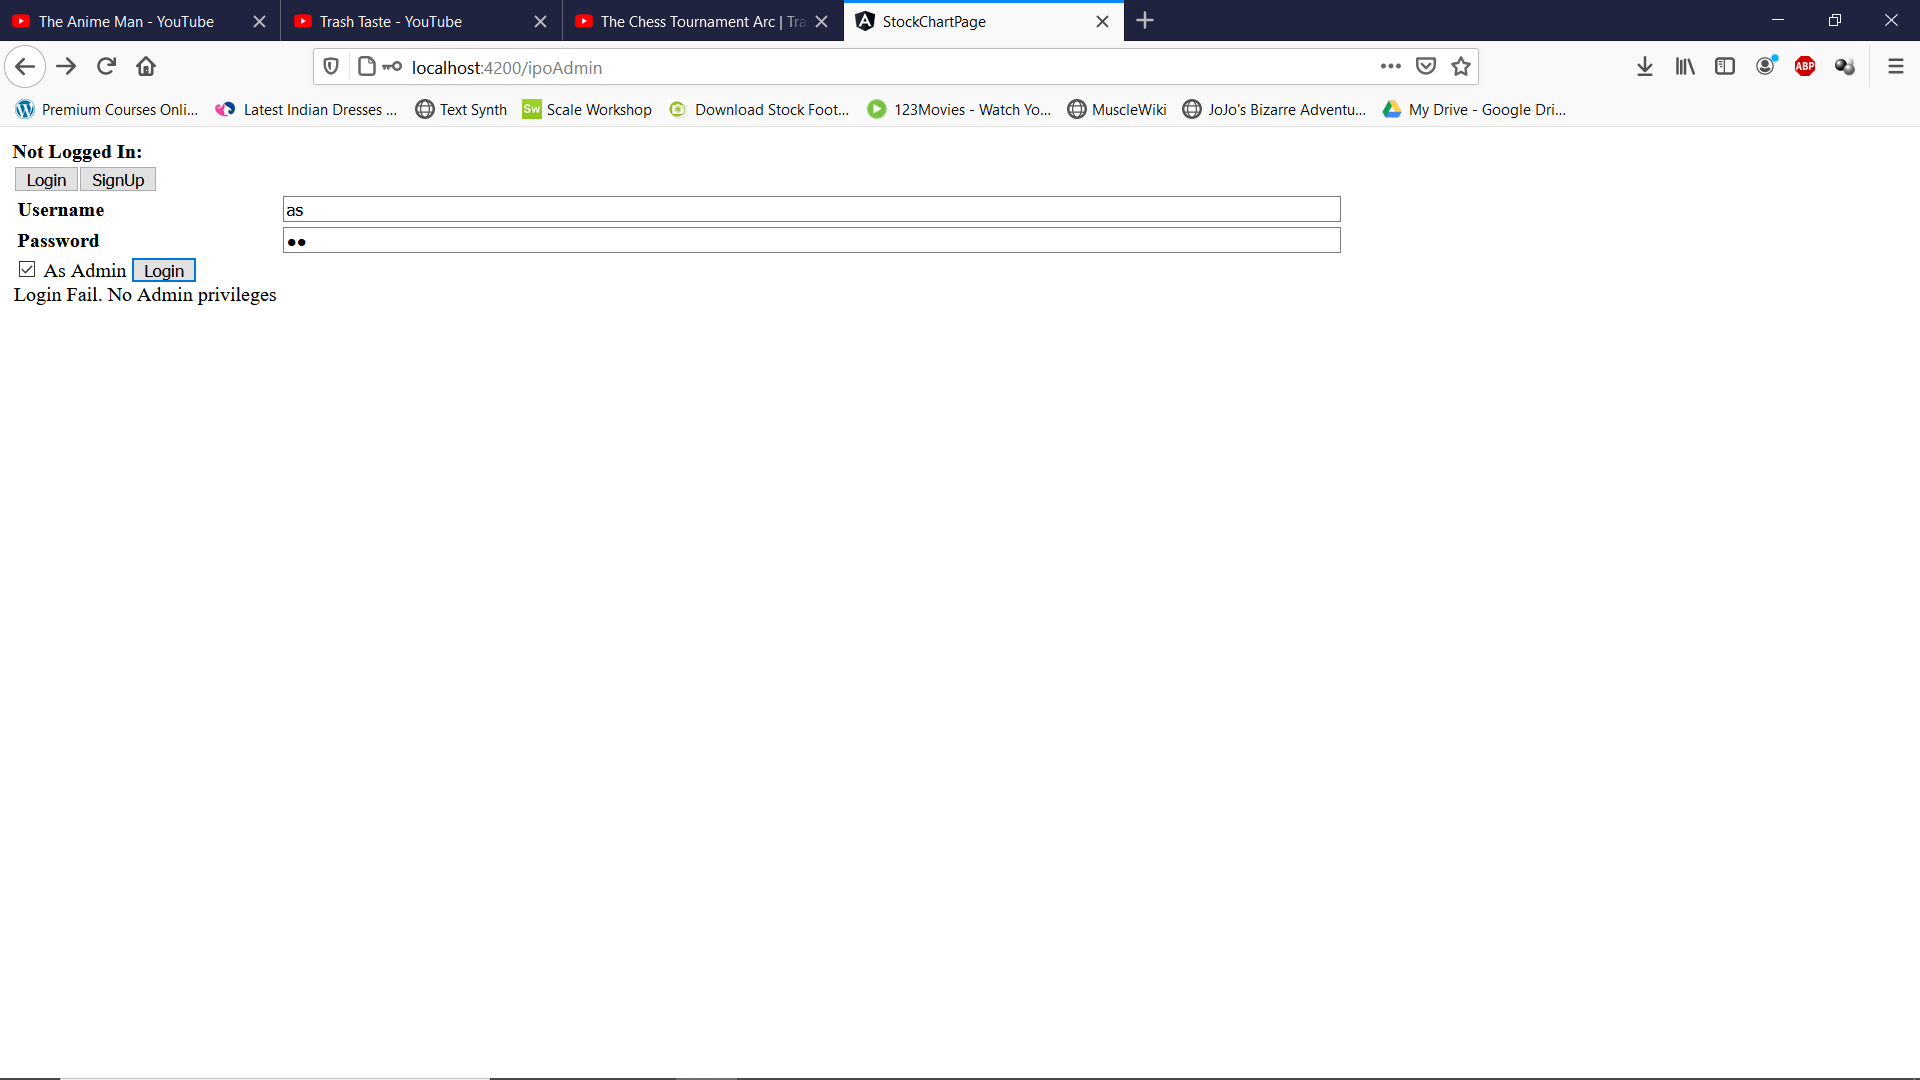 The Anime Man - YouTube
Trash Taste - YouTube
The Chess Tournament Arc | Tra
StockChartPage
localhost:4200/ipoAdmin
ABP
Premium Courses Onli...
Latest Indian Dresses ...
Text Synth
Sw Scale Workshop
Download Stock Foot...
123Movies - Watch Yo...
MuscleWiki
JoJo's Bizarre Adventu...
My Drive - Google Dri...
Not Logged In:
Login SignUp
Username as
Password ●●
As Admin Login
Login Fail. No Admin privileges